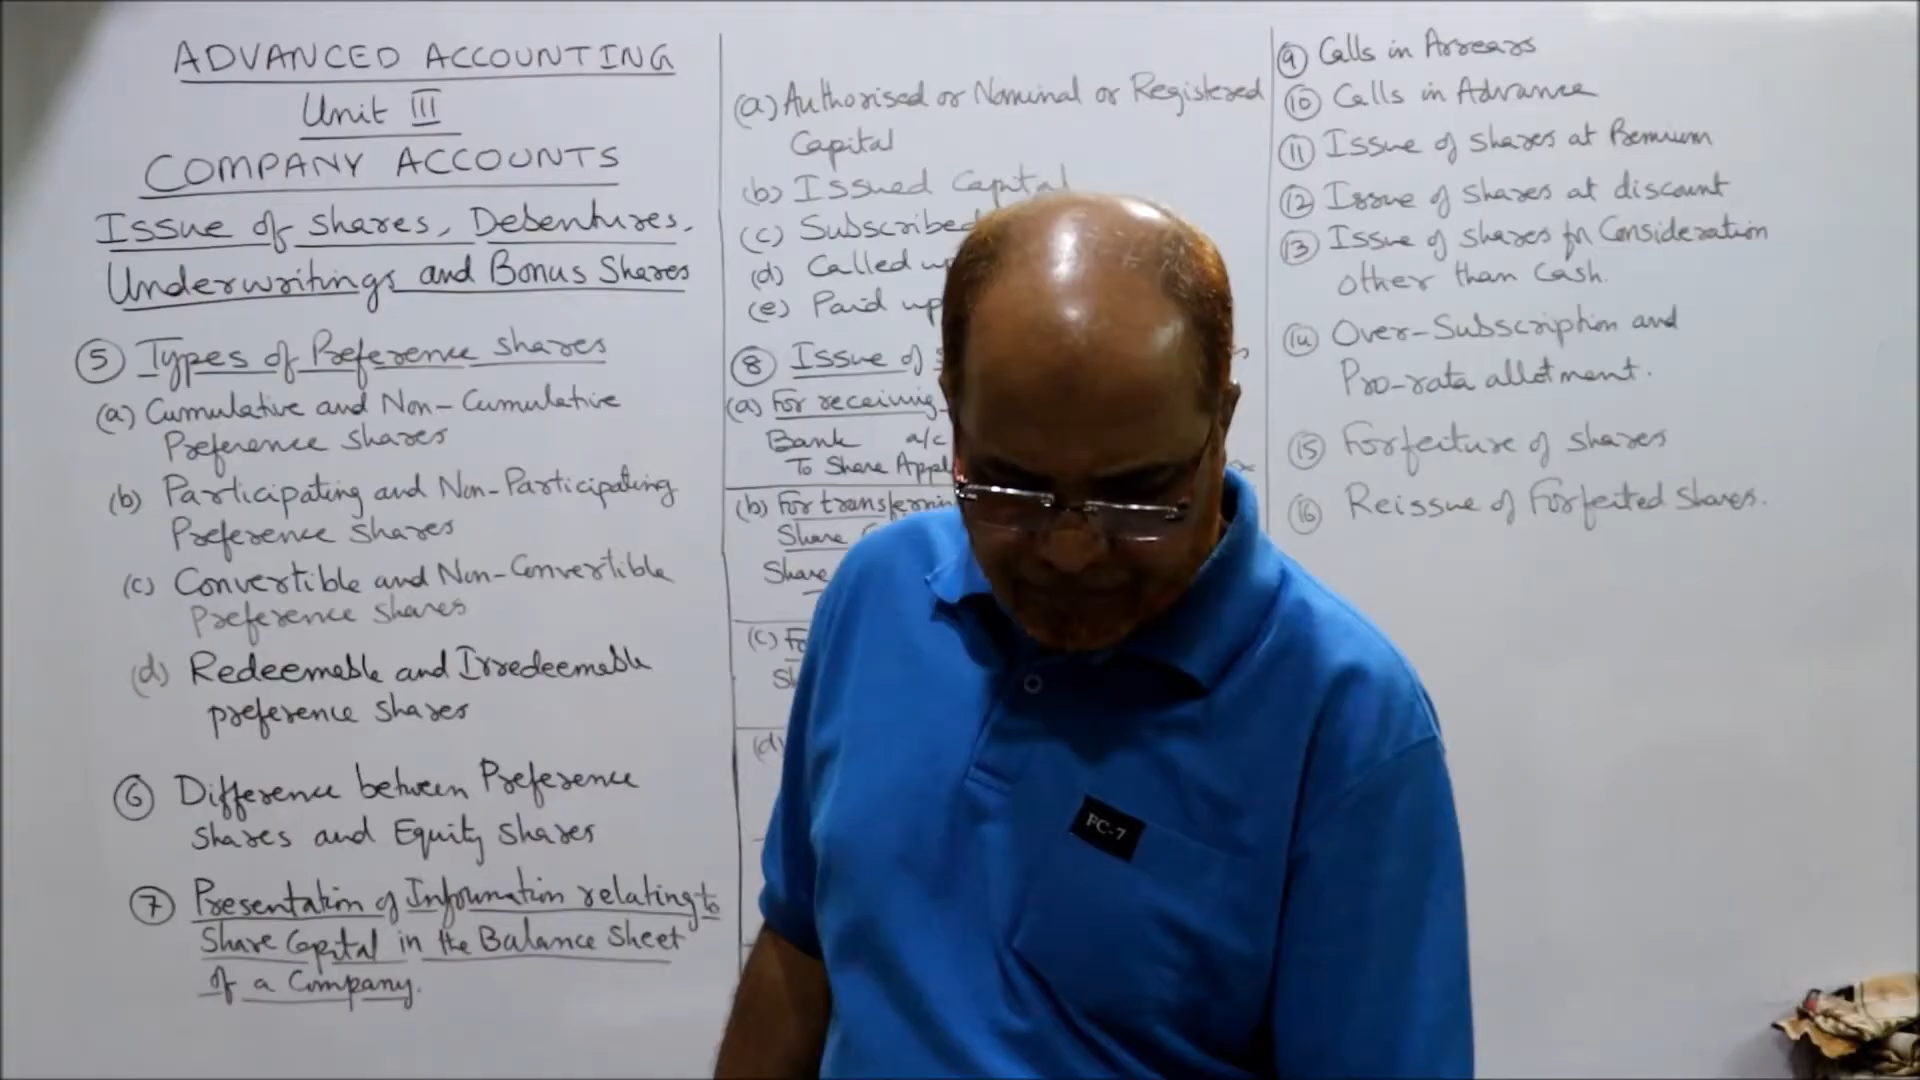 ADVANCED ACCOUNTING
Unit III
COMPANY ACCOUNTS
Issue of shares, Debentures,
Underwritings and Bonus Shares
(5) Types of Preference shares
(a) Cumulative and Non-Cumulative
Preference shares
(b) Participating and Non-Participating
Preference shares
(c) Convertible and Non-Convertible
Preference shares
(d) Redeemable and Irredeemable
preference shares
(6) Difference between Preference
shares and Equity shares
(7) Presentation of Information relating to
Share Capital in the Balance Sheet
of a Company.
(a) Authorised or Nominal or Registered
Capital
(b) Issued Capital
(c) Subscribed
(d) Called up
(e) Paid up
(8) Issue of
(a) For receiving
Bank a/c
To Share
(b) For
Share
Share
(c)
(d)
(9) Calls in Arrears
(10) Calls in Advance
(11) Issue of shares at Premium
(12) Issue of shares at discount
(13) Issue of shares for Consideration
other than Cash.
(14) Over-Subscription and
Pro-rata allotment.
(15) Forfeiture of shares
(16) Reissue of Forfeited Shares.
FC-7